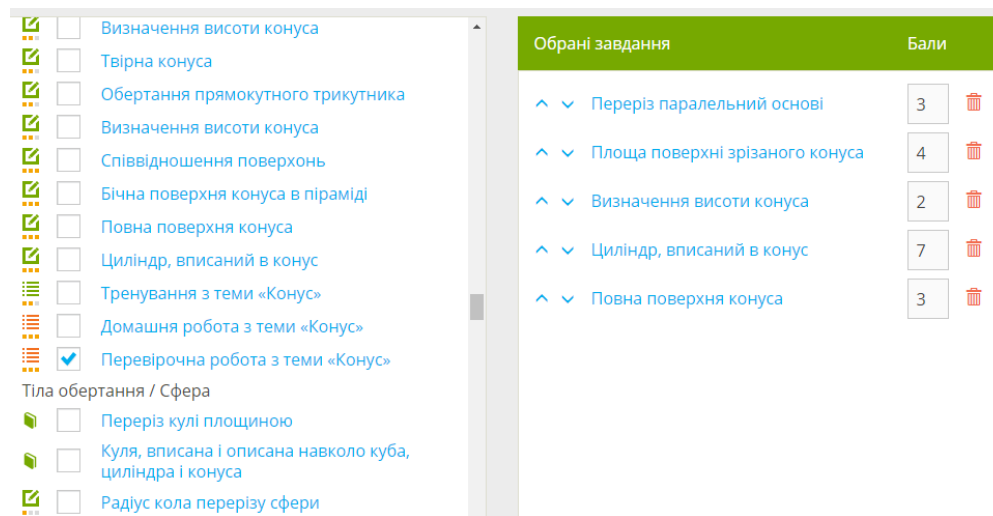 Визначення висоти конуса
Твірна конуса
Обертання прямокутного трикутника
Визначення висоти конуса
Співвідношення поверхонь
Бічна поверхня конуса в піраміді
Повна поверхня конуса
Циліндр, вписаний в конус
Тренування з теми «Конус»
Домашня робота з теми «Конус»
Перевірочна робота з теми «Конус»
Тіла обертання / Сфера
Переріз кулі площиною
Куля, вписана і описана навколо куба,
циліндра і конуса
Радіус кола перерізу сфери
Обрані завдання Бали
Переріз паралельний основі 3
Площа поверхні зрізаного конуса 4
Визначення висоти конуса 2
Циліндр, вписаний в конус 7
Повна поверхня конуса 3